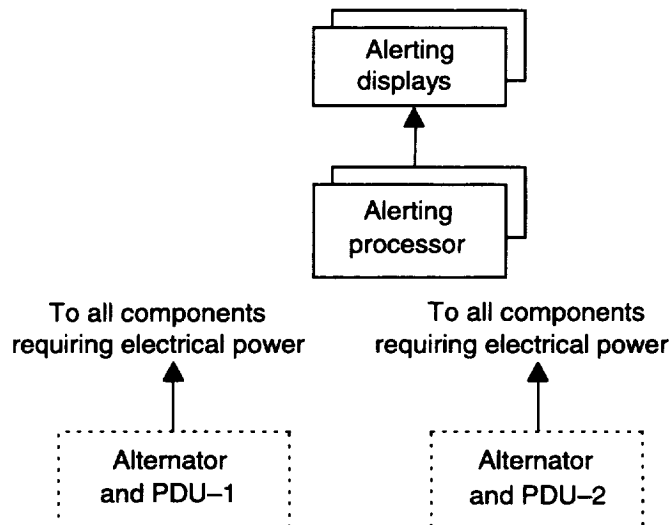 Alerting
displays
Alerting
processor
To all components
requiring electrical power
To all components
requiring electrical power
Alternator
and PDU–1
Alternator
and PDU–2